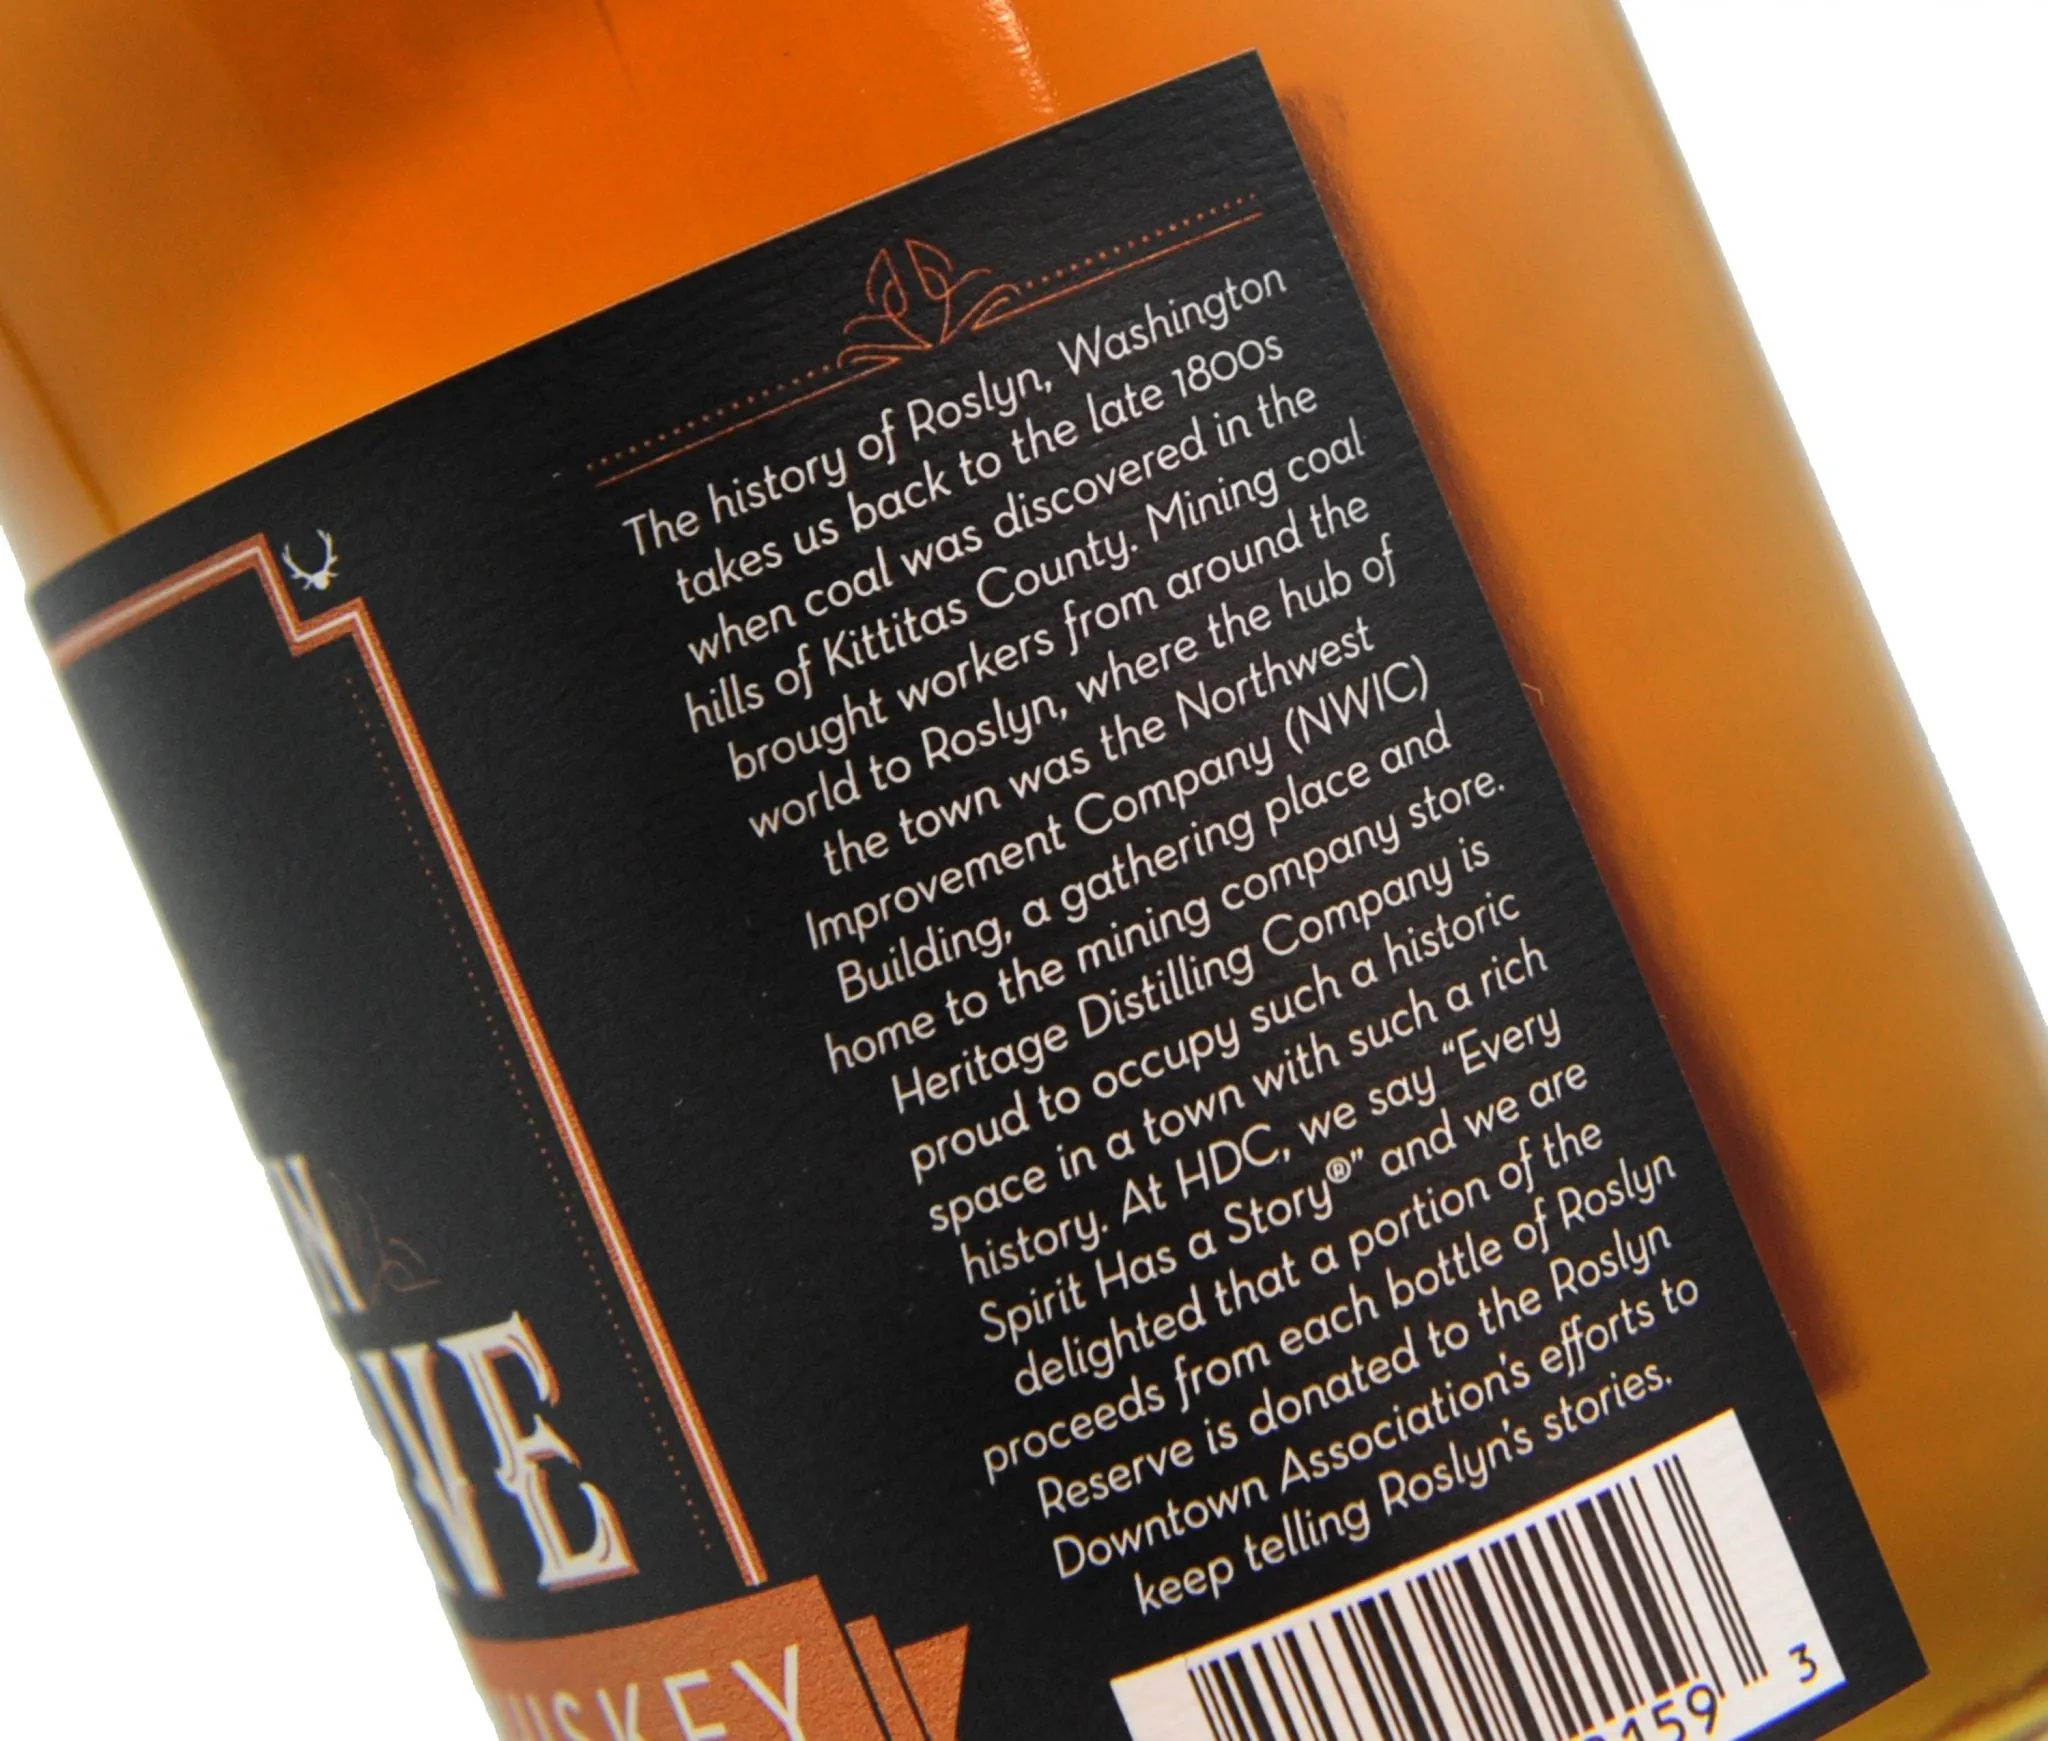 The history of Roslyn, Washington
takes us back to the late 1800s
when coal was discovered in the
hills of Kittitas County. Mining coal
brought workers from around the
world to Roslyn, where the hub of
the town was the Northwest
Improvement Company (NWIC)
Building, a gathering place and
home to the mining company store.
Heritage Distilling Company is
proud to occupy such a historic
space in a town with such a rich
history. At HDC, we say “Every
Spirit Has a Story®” and we are
delighted that a portion of the
proceeds from each bottle of Roslyn
Reserve is donated to the Roslyn
Downtown Association's efforts to
keep telling Roslyn's stories.
159 3